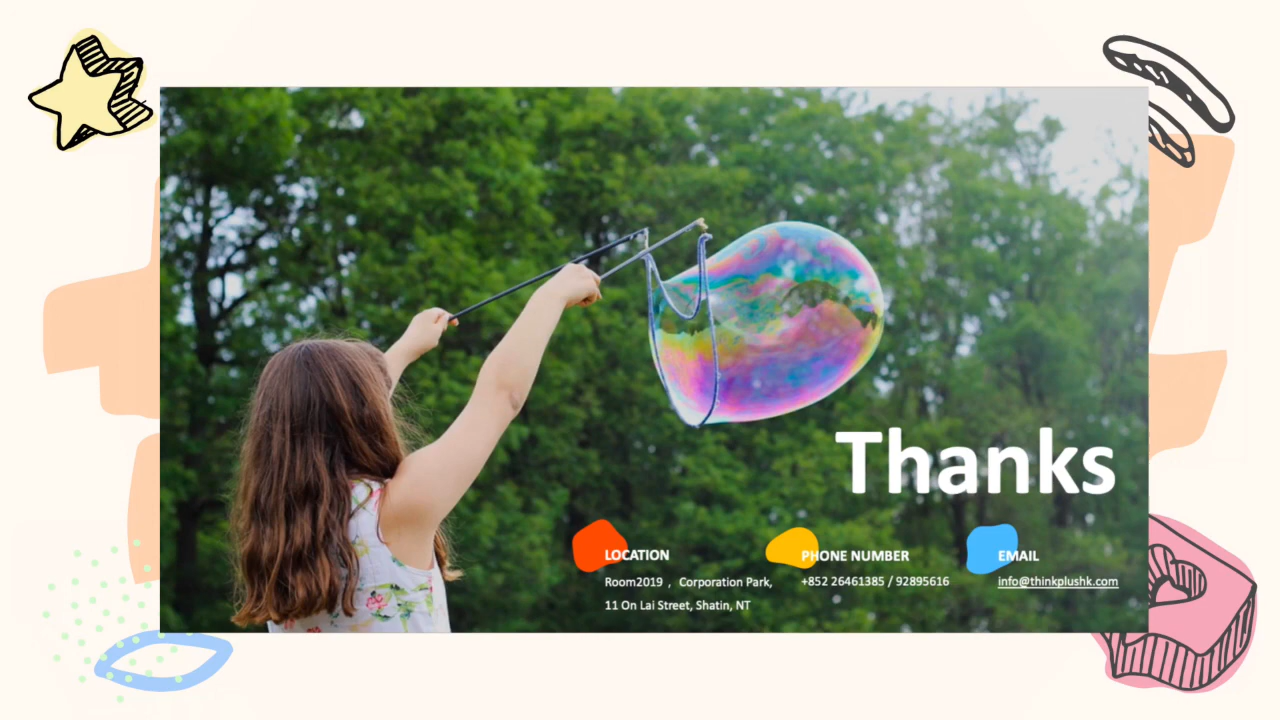 Thanks
LOCATION
Room2019 , Corporation Park,
11 On Lai Street, Shatin, NT
PHONE NUMBER
+852 26461385 / 92895616
EMAIL
info@thinkplushk.com